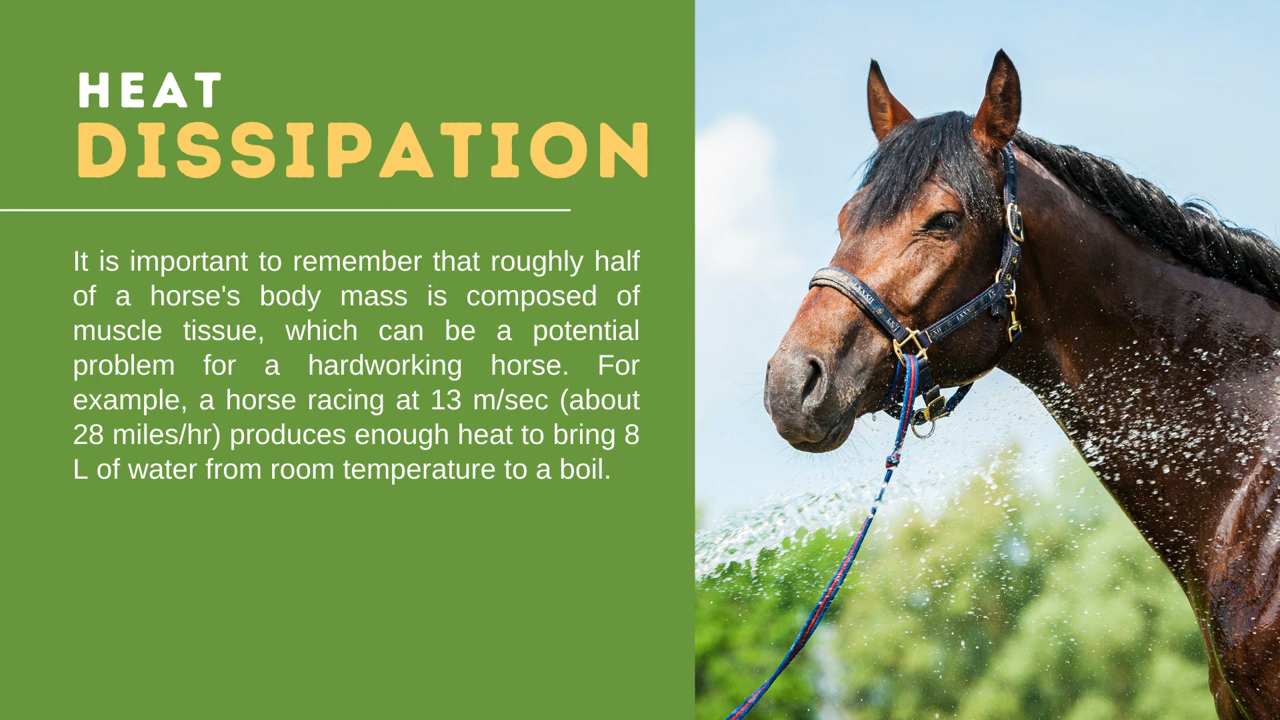 HEAT
DISSIPATION
It is important to remember that roughly half
of a horse's body mass is composed of
muscle tissue, which can be a potential
problem for a hardworking horse. For
example, a horse racing at 13 m/sec (about
28 miles/hr) produces enough heat to bring 8
L of water from room temperature to a boil.